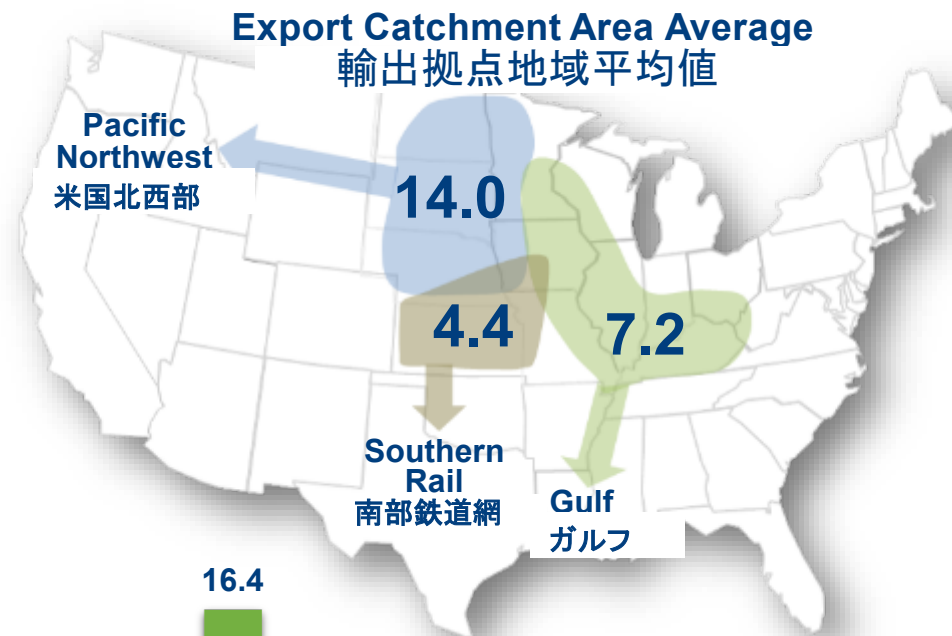 Export Catchment Area Average
輸出拠点地域平均値
Pacific
Northwest
米国北西部
14.0
4.4
7.2
Southern
Rail
南部鉄道網
Gulf
ガルフ
16.4